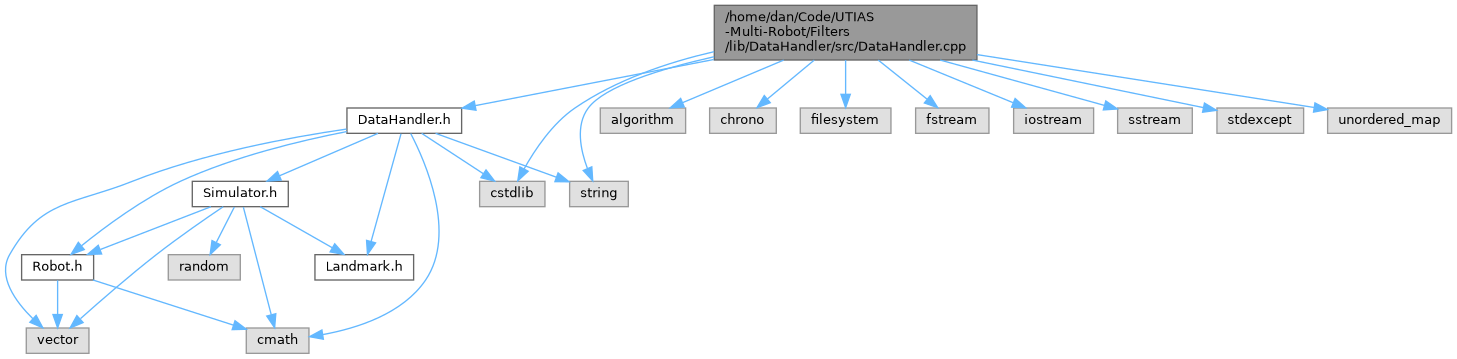 /home/dan/Code/UTIAS
-Multi-Robot/Filters
/lib/DataHandler/src/DataHandler.cpp
DataHandler.h
algorithm
chrono
filesystem
fstream
iostream
sstream
stdexcept
unordered_map
Simulator.h
cstdlib
string
Robot.h
random
Landmark.h
vector
cmath